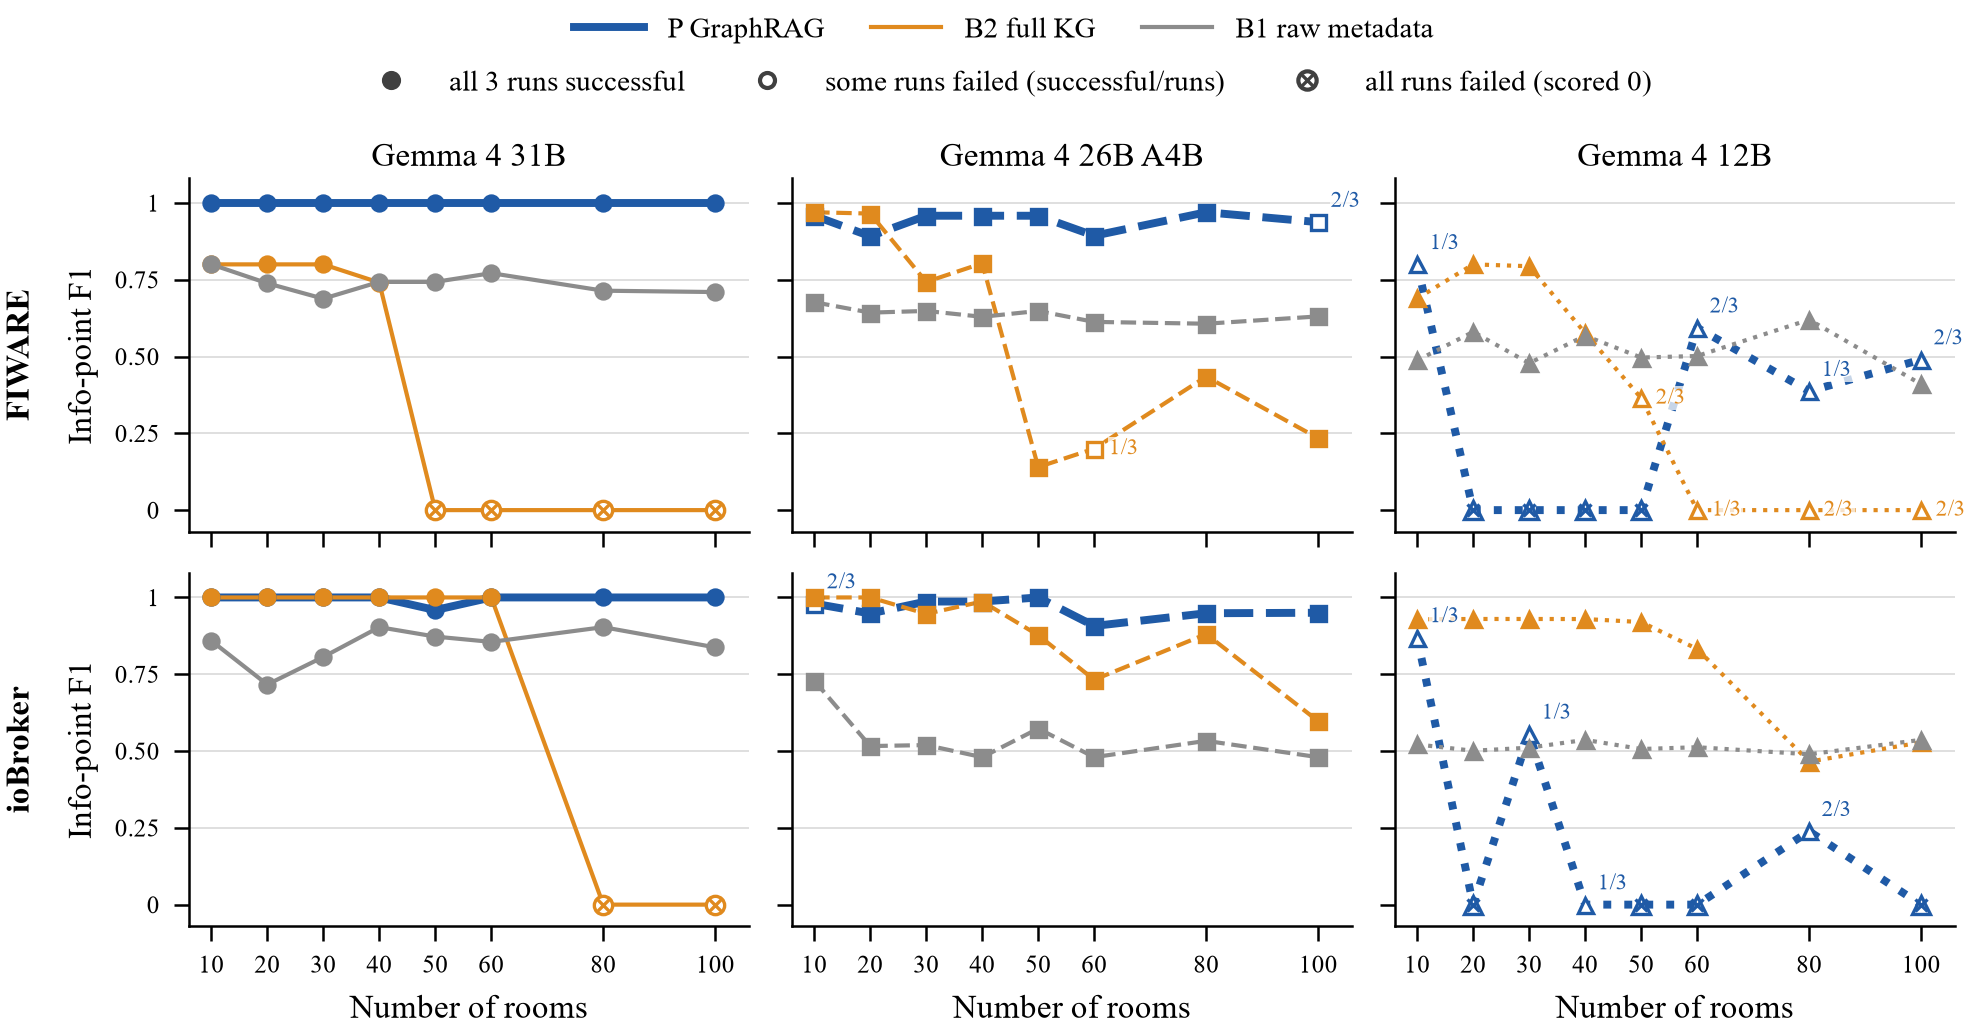 P GraphRAG B2 full KG B1 raw metadata
all 3 runs successful some runs failed (successful/runs) all runs failed (scored 0)
Gemma 4 31B Gemma 4 26B A4B Gemma 4 12B
FIWARE
Info-point F1
1
0.75
0.50
0.25
0
2/3
1/3
1/3
2/3
2/3
1/3
2/3
1/3
2/3
2/3
ioBroker
Info-point F1
1
0.75
0.50
0.25
0
2/3
1/3
1/3
1/3
2/3
10 20 30 40 50 60 80 100
10 20 30 40 50 60 80 100
10 20 30 40 50 60 80 100
Number of rooms Number of rooms Number of rooms